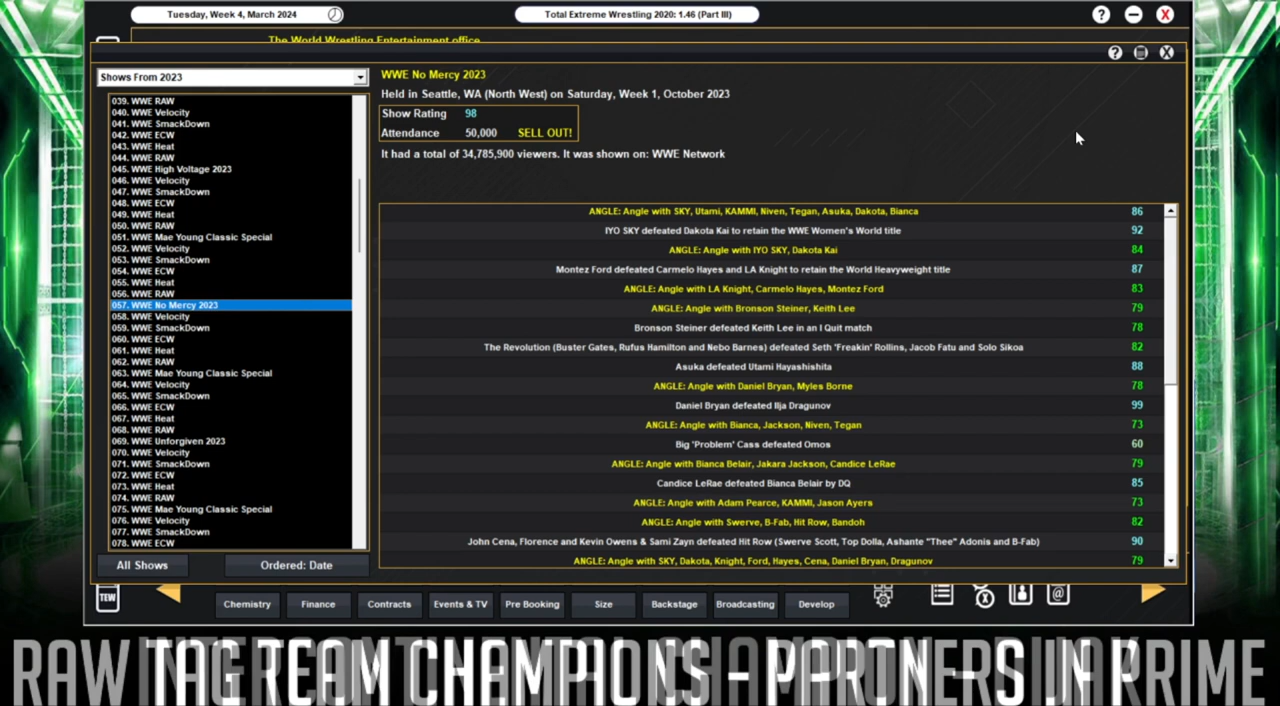 Tuesday, Week 4, March 2024
Total Extreme Wrestling 2020: 1.46 (Part III)
The World Wrestling Entertainment office
Shows From 2023
039. WWE RAW
040. WWE Velocity
041. WWE SmackDown
042. WWE ECW
043. WWE Heat
044. WWE RAW
045. WWE High Voltage 2023
046. WWE Velocity
047. WWE SmackDown
048. WWE ECW
049. WWE Heat
050. WWE RAW
051. WWE Mae Young Classic Special
052. WWE Velocity
053. WWE SmackDown
054. WWE ECW
055. WWE Heat
056. WWE RAW
057. WWE No Mercy 2023
058. WWE Velocity
059. WWE SmackDown
060. WWE ECW
061. WWE Heat
062. WWE RAW
063. WWE Mae Young Classic Special
064. WWE Velocity
065. WWE SmackDown
066. WWE ECW
067. WWE Heat
068. WWE RAW
069. WWE Unforgiven 2023
070. WWE Velocity
071. WWE SmackDown
072. WWE ECW
073. WWE Heat
074. WWE RAW
075. WWE Mae Young Classic Special
076. WWE Velocity
077. WWE SmackDown
078. WWE ECW
All Shows
Ordered: Date
WWE No Mercy 2023
Held in Seattle, WA (North West) on Saturday, Week 1, October 2023
Show Rating 98
Attendance 50,000 SELL OUT!
It had a total of 34,785,900 viewers. It was shown on: WWE Network
ANGLE: Angle with SKY, Utami, KAMMI, Niven, Tegan, Asuka, Dakota, Bianca 86
IYO SKY defeated Dakota Kai to retain the WWE Women's World title 92
ANGLE: Angle with IYO SKY, Dakota Kai 84
Montez Ford defeated Carmelo Hayes and LA Knight to retain the World Heavyweight title 87
ANGLE: Angle with LA Knight, Carmelo Hayes, Montez Ford 83
ANGLE: Angle with Bronson Steiner, Keith Lee 79
Bronson Steiner defeated Keith Lee in an I Quit match 78
The Revolution (Buster Gates, Rufus Hamilton and Nebo Barnes) defeated Seth 'Freakin' Rollins, Jacob Fatu and Solo Sikoa 82
Asuka defeated Utami Hayashishita 88
ANGLE: Angle with Daniel Bryan, Myles Borne 78
Daniel Bryan defeated Ilja Dragunov 99
ANGLE: Angle with Bianca, Jackson, Niven, Tegan 73
Big 'Problem' Cass defeated Omos 60
ANGLE: Angle with Bianca Belair, Jakara Jackson, Candice LeRae 79
Candice LeRae defeated Bianca Belair by DQ 85
ANGLE: Angle with Adam Pearce, KAMMI, Jason Ayers 73
ANGLE: Angle with Swerve, B-Fab, Hit Row, Bandoh 82
John Cena, Florence and Kevin Owens & Sami Zayn defeated Hit Row (Swerve Scott, Top Dolla, Ashante "Thee" Adonis and B-Fab) 90
ANGLE: Angle with SKY, Dakota, Knight, Ford, Hayes, Cena, Daniel Bryan, Dragunov 79
TEW
Chemistry
Finance
Contracts
Events & TV
Pre Booking
Size
Backstage
Broadcasting
Develop
RAW TAG TEAM CHAMPIONS - PARTNERS IN KRIME